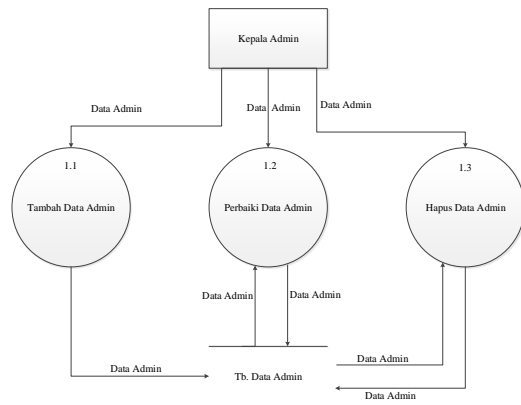 Kepala Admin
Data Admin
Data Admin
Data Admin
1.1
Tambah Data Admin
1.2
Perbaiki Data Admin
1.3
Hapus Data Admin
Data Admin
Data Admin
Data Admin
Tb. Data Admin
Data Admin
Data Admin